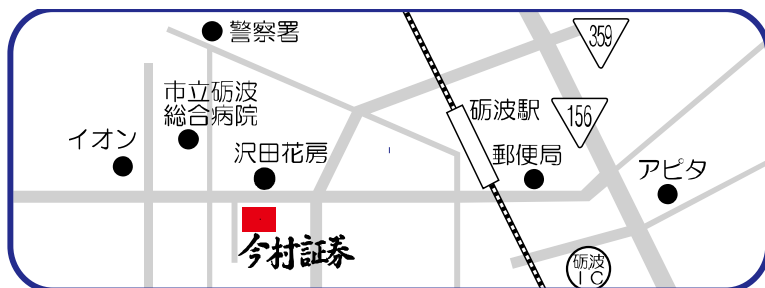 警察署
359
市立砺波
総合病院
砺波駅
156
イオン
沢田花房
郵便局
アピタ
今村証券
砺波
IC